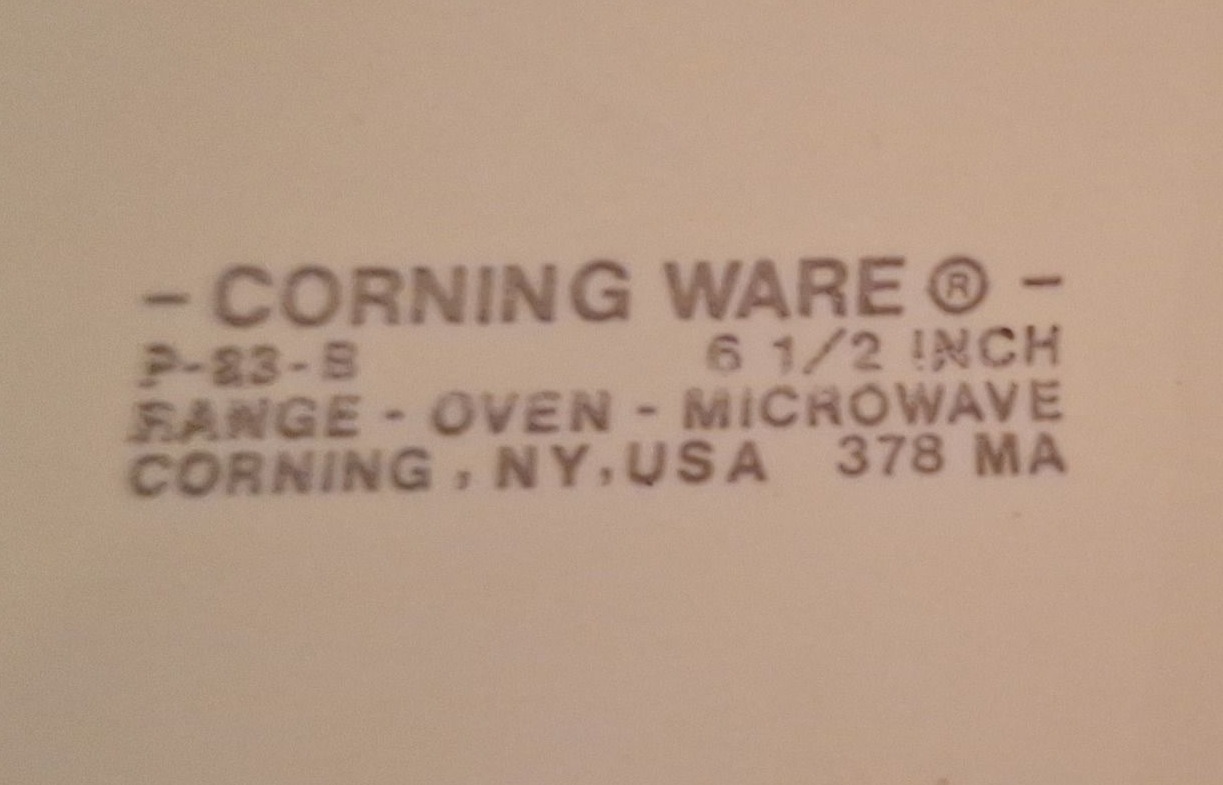 - CORNING WARE ® -
P-83-B 6 1/2 INCH
RANGE - OVEN - MICROWAVE
CORNING, NY, USA 378 MA